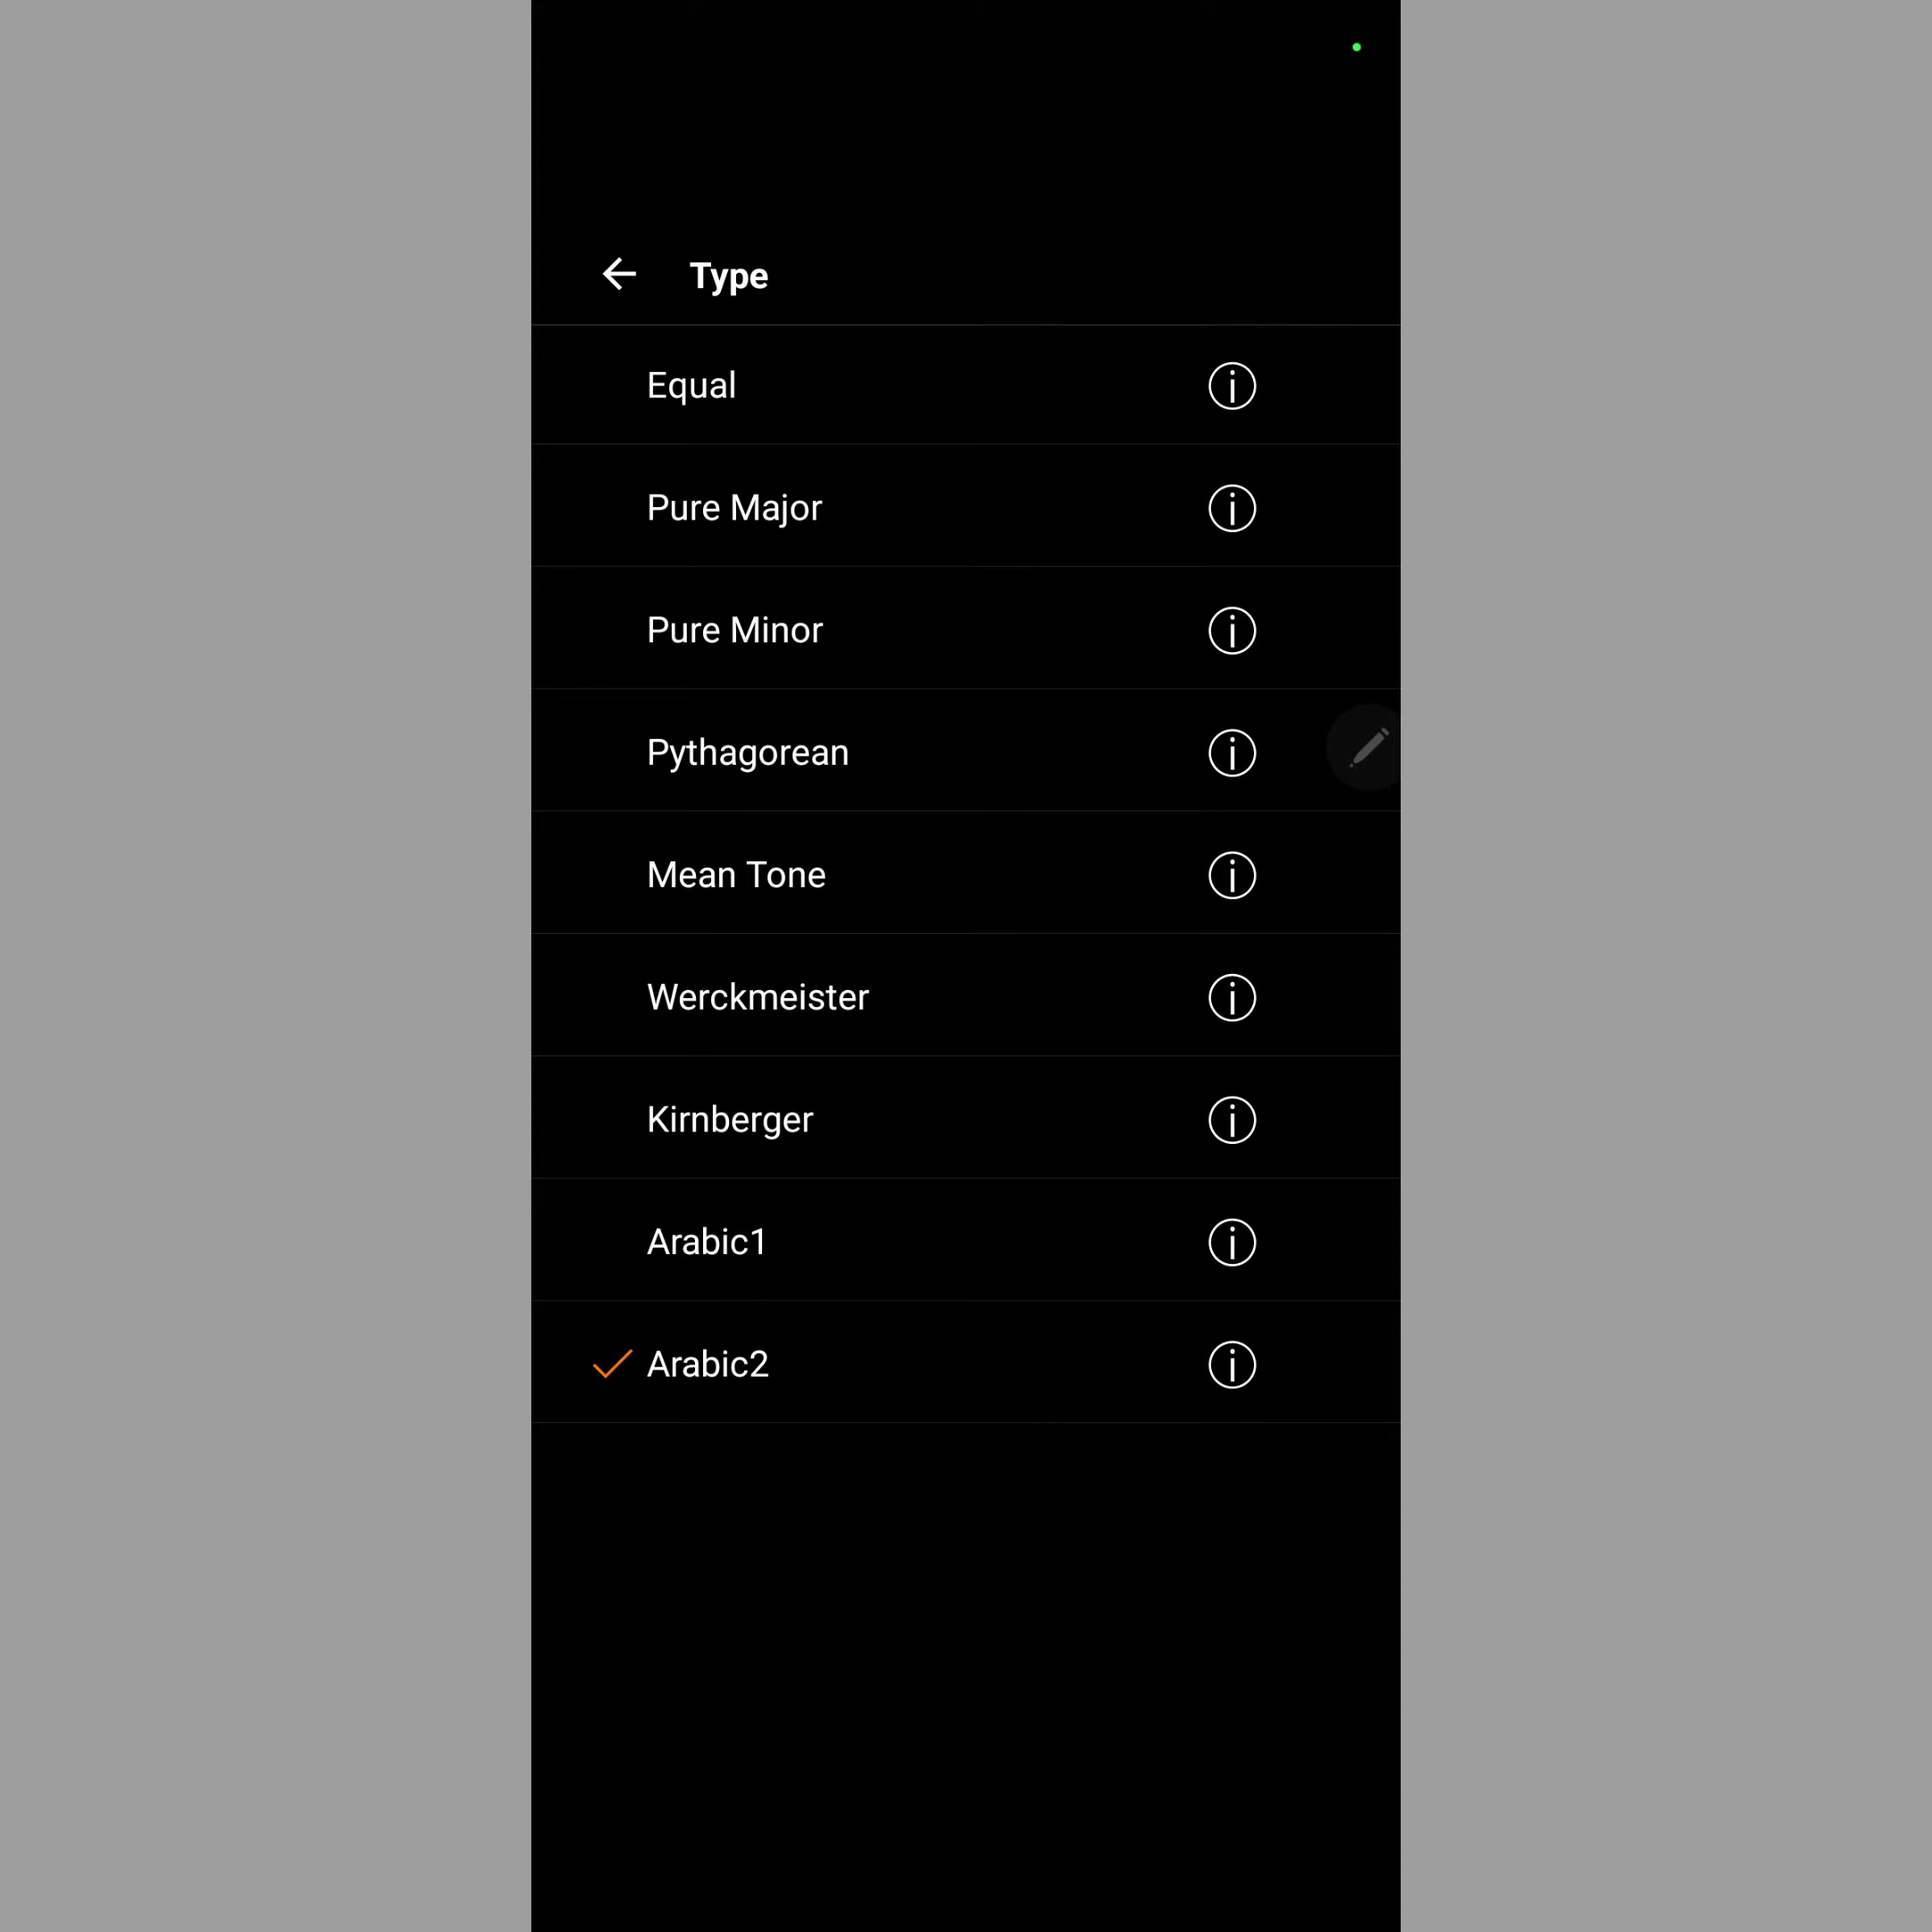 Type
Equal
Pure Major
Pure Minor
Pythagorean
Mean Tone
Werckmeister
Kirnberger
Arabic1
Arabic2